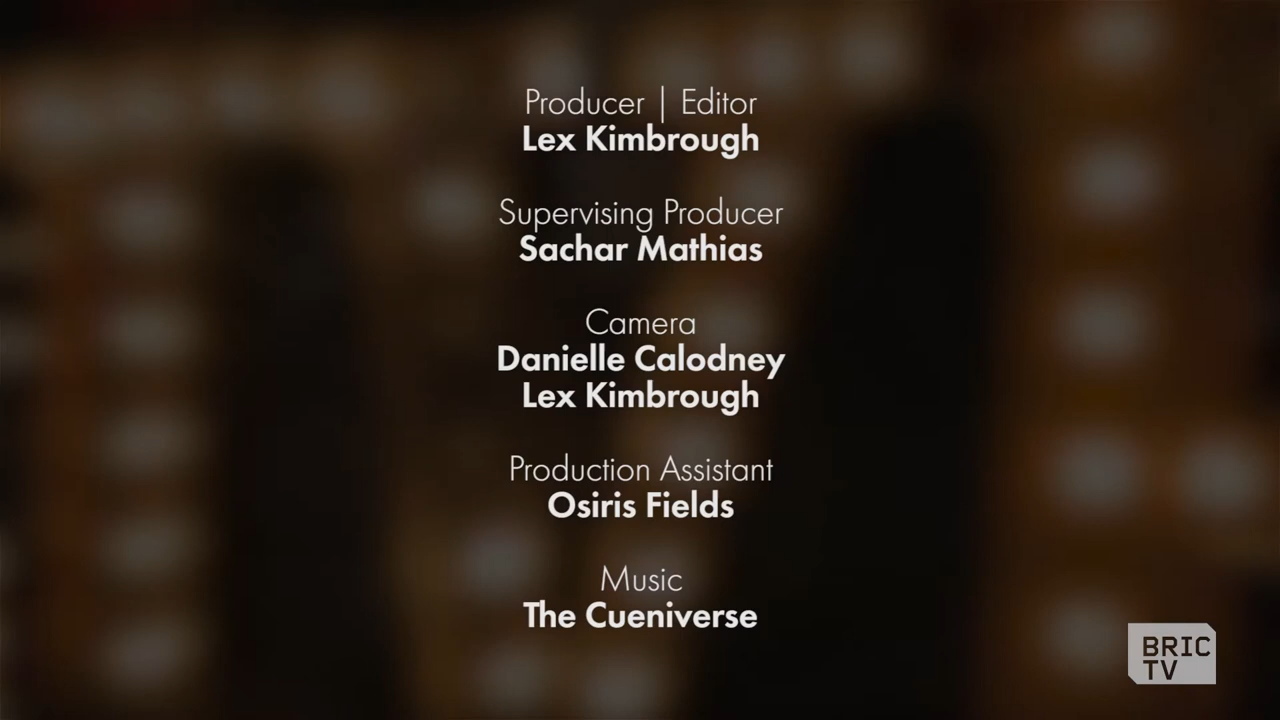 Producer | Editor
Lex Kimbrough
Supervising Producer
Sachar Mathias
Camera
Danielle Calodney
Lex Kimbrough
Production Assistant
Osiris Fields
Music
The Cueniverse
BRIC
TV